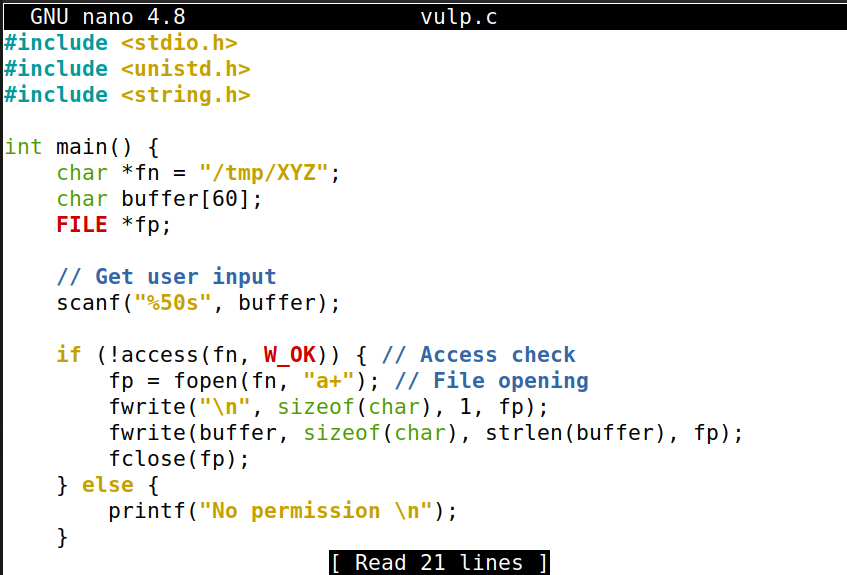 GNU nano 4.8 vulp.c
#include <stdio.h>
#include <unistd.h>
#include <string.h>
int main() {
    char *fn = "/tmp/XYZ";
    char buffer[60];
    FILE *fp;
    // Get user input
    scanf("%50s", buffer);
    if (!access(fn, W_OK)) { // Access check
        fp = fopen(fn, "a+"); // File opening
        fwrite("\n", sizeof(char), 1, fp);
        fwrite(buffer, sizeof(char), strlen(buffer), fp);
        fclose(fp);
    } else {
        printf("No permission \n");
    }
[ Read 21 lines ]